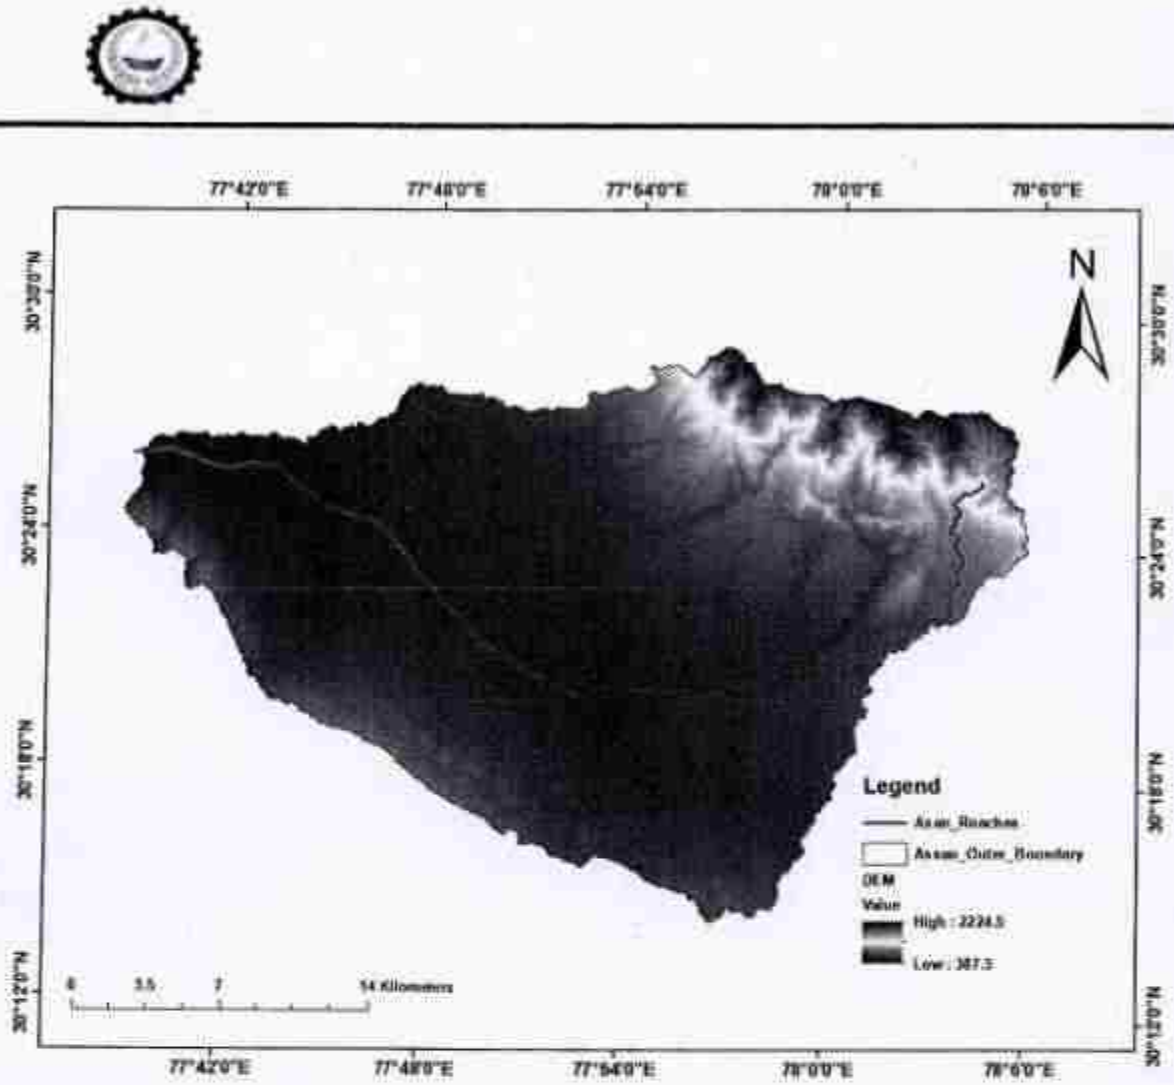 77°42'0"E 77°48'0"E 77°54'0"E 78°0'0"E 78°6'0"E
N
30°30'0"N
30°30'0"N
30°24'0"N
30°24'0"N
30°18'0"N
30°18'0"N
30°12'0"N
30°12'0"N
Legend
Asan_Reaches
Assan_Outer_Boundary
DEM
Value
High : 2224.5
Low : 387.3
0 3.5 7 14 Kilometers
77°42'0"E 77°48'0"E 77°54'0"E 78°0'0"E 78°6'0"E